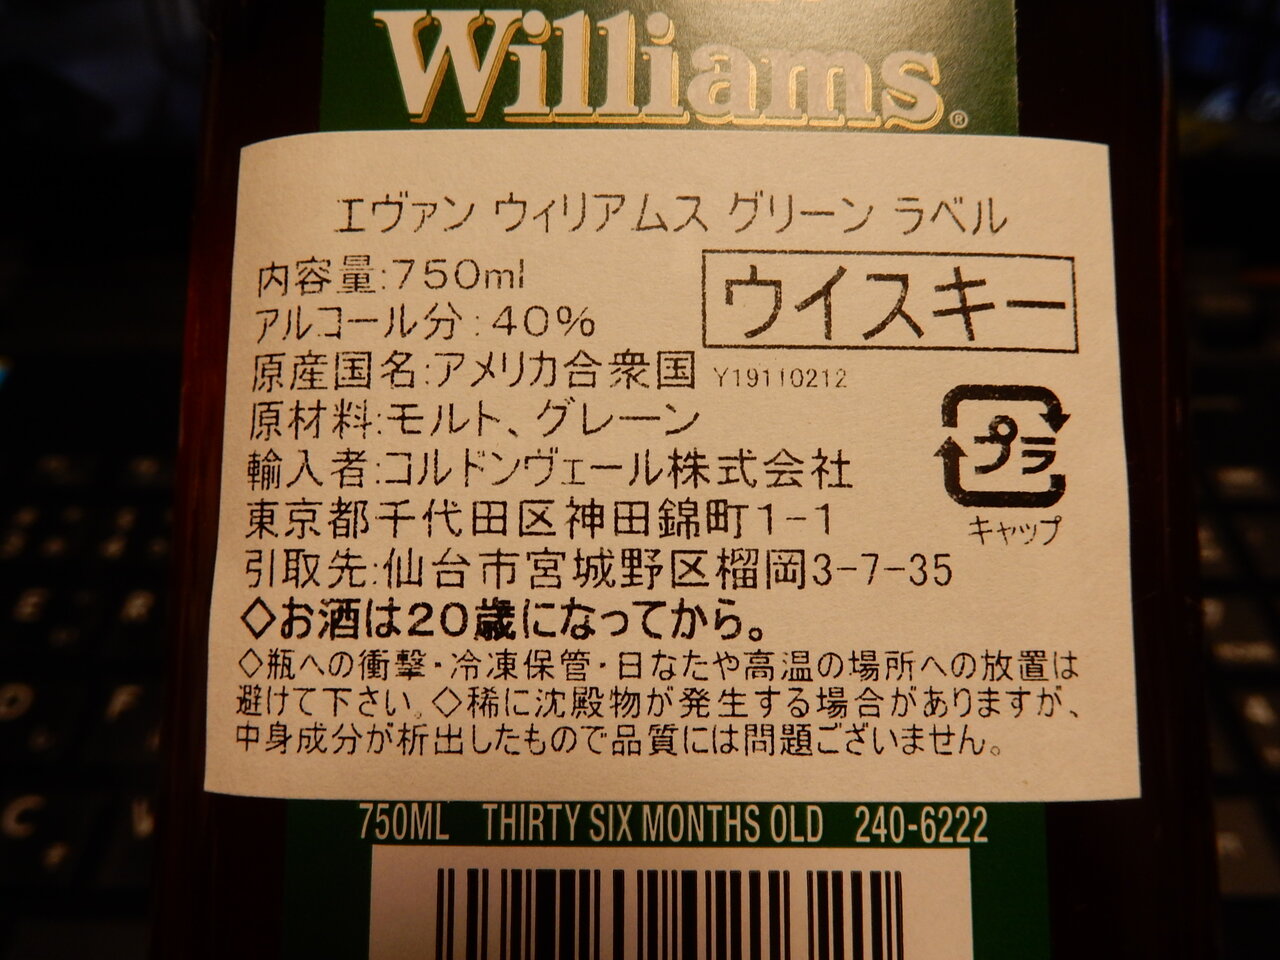 Williams®
エヴァン ウィリアムス グリーン ラベル
内容量:750ml
ウイスキー
アルコール分:40%
原産国名:アメリカ合衆国 Y19110212
原材料:モルト、グレーン
輸入者:コルドンヴェール株式会社
プラ
キャップ
東京都千代田区神田錦町1-1
引取先:仙台市宮城野区榴岡3-7-35
◇お酒は20歳になってから。
◇瓶への衝撃・冷凍保管・日なたや高温の場所への放置は
避けて下さい。◇稀に沈殿物が発生する場合がありますが、
中身成分が析出したもので品質には問題ございません。
750ML THIRTY SIX MONTHS OLD 240-6222